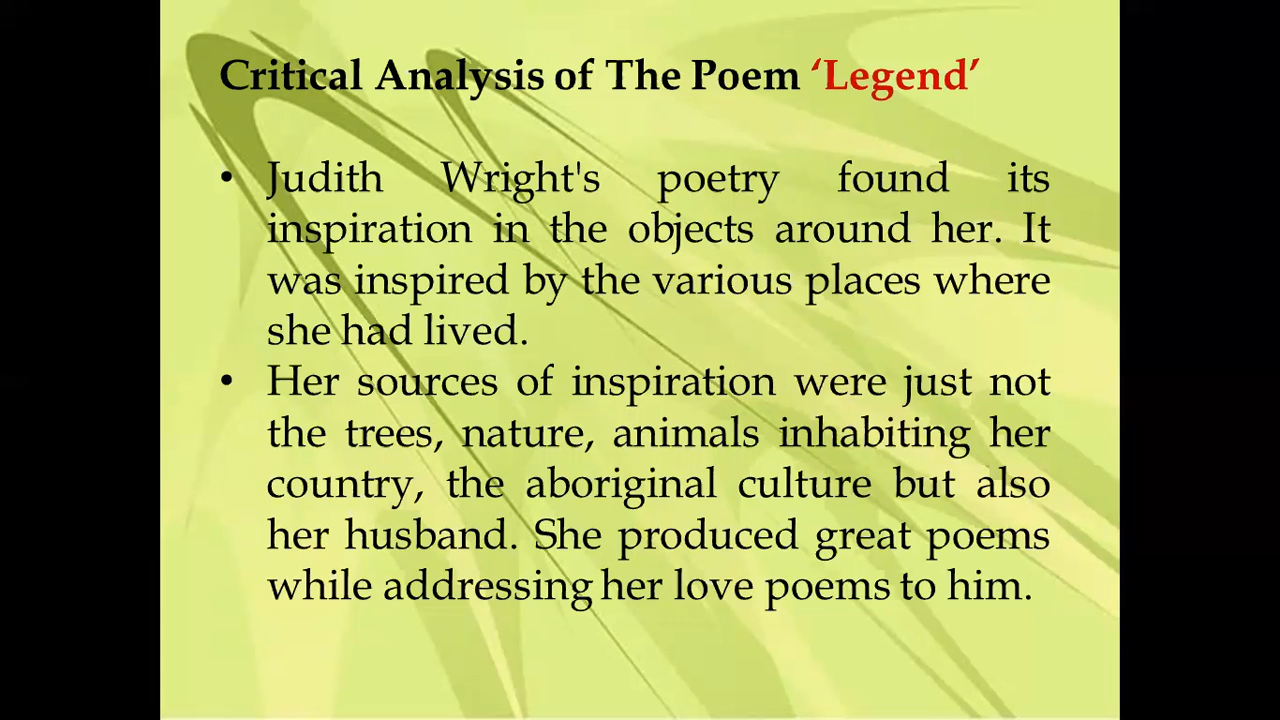 Critical Analysis of The Poem ‘Legend’
• Judith Wright's poetry found its
inspiration in the objects around her. It
was inspired by the various places where
she had lived.
• Her sources of inspiration were just not
the trees, nature, animals inhabiting her
country, the aboriginal culture but also
her husband. She produced great poems
while addressing her love poems to him.